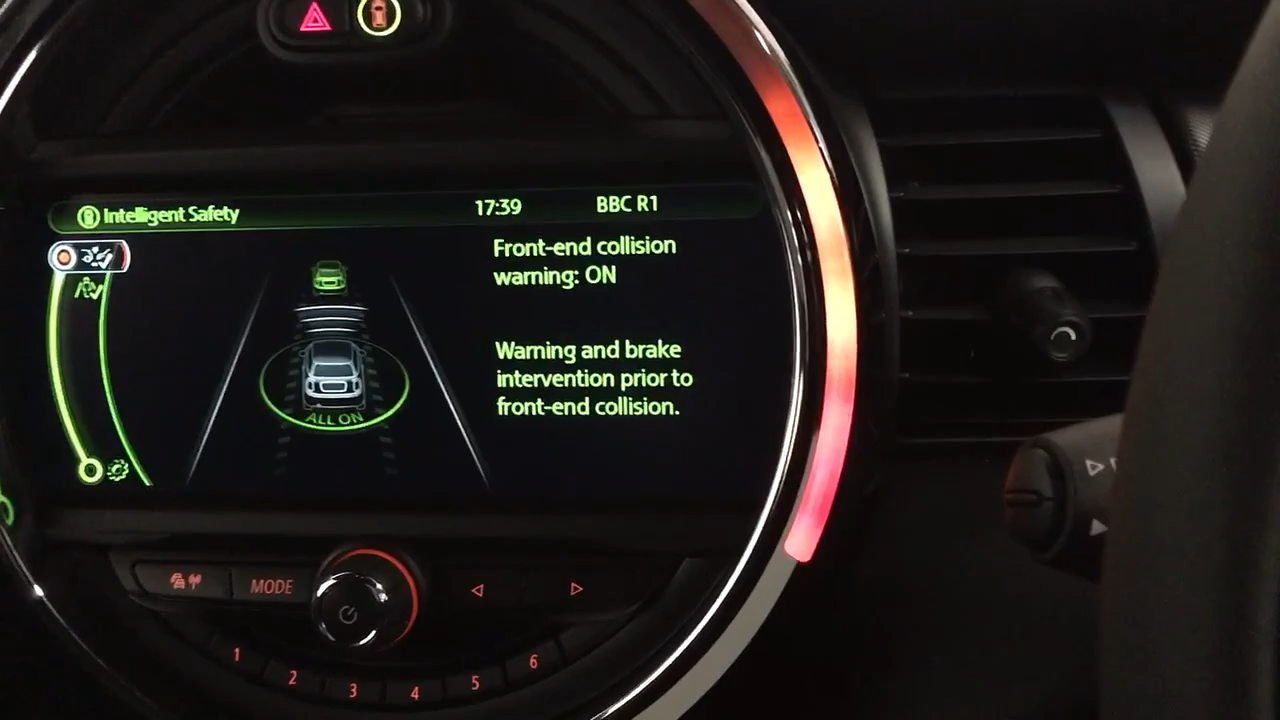 Intelligent Safety
17:39
BBC R1
Front-end collision
warning: ON
Warning and brake
intervention prior to
front-end collision.
ALL ON
MODE
1
2
3
4
5
6